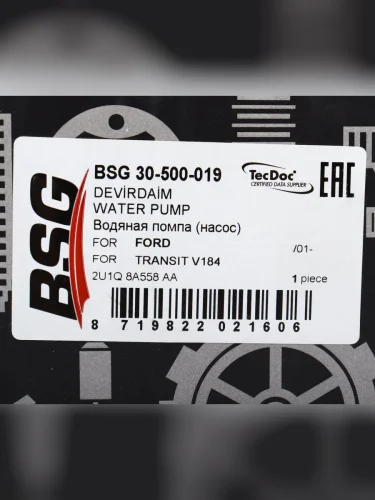 BSG
BSG 30-500-019
TecDoc
CERTIFIED DATA SUPPLIER
EAC
DEVİRDAİM
WATER PUMP
Водяная помпа (насос)
FOR FORD /01-
FOR TRANSIT V184
2U1Q 8A558 AA 1 piece
8 719822 021606